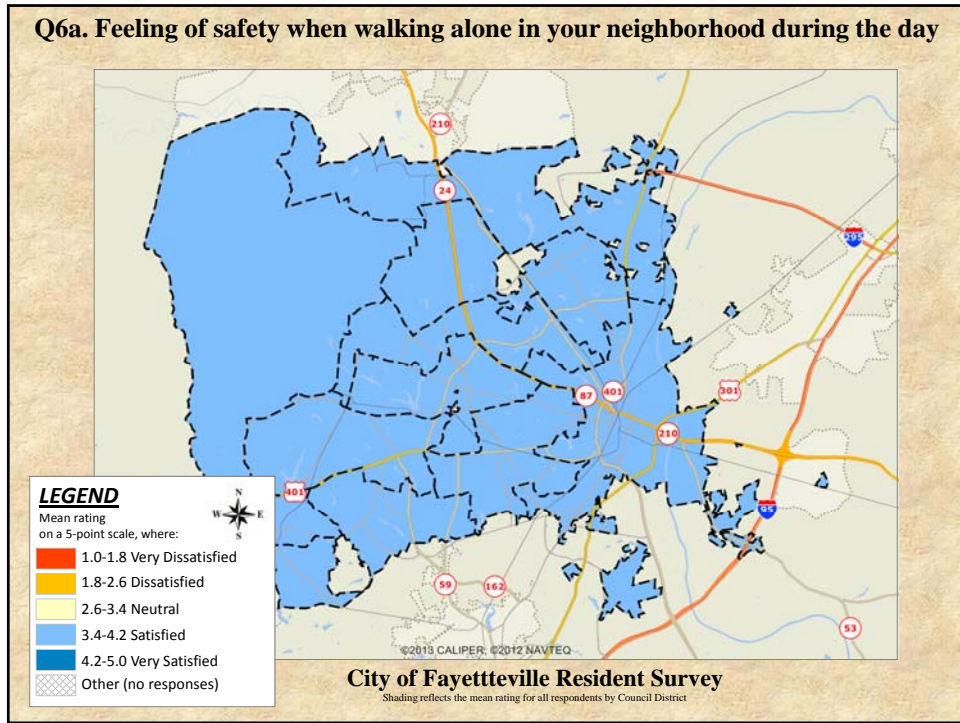 Q6a. Feeling of safety when walking alone in your neighborhood during the day
210
24
295
87
401
301
210
401
95
59
162
53
LEGEND
N
W E
S
Mean rating
on a 5-point scale, where:
1.0-1.8 Very Dissatisfied
1.8-2.6 Dissatisfied
2.6-3.4 Neutral
3.4-4.2 Satisfied
4.2-5.0 Very Satisfied
Other (no responses)
©2013 CALIPER; ©2012 NAVTEQ
City of Fayettteville Resident Survey
Shading reflects the mean rating for all respondents by Council District